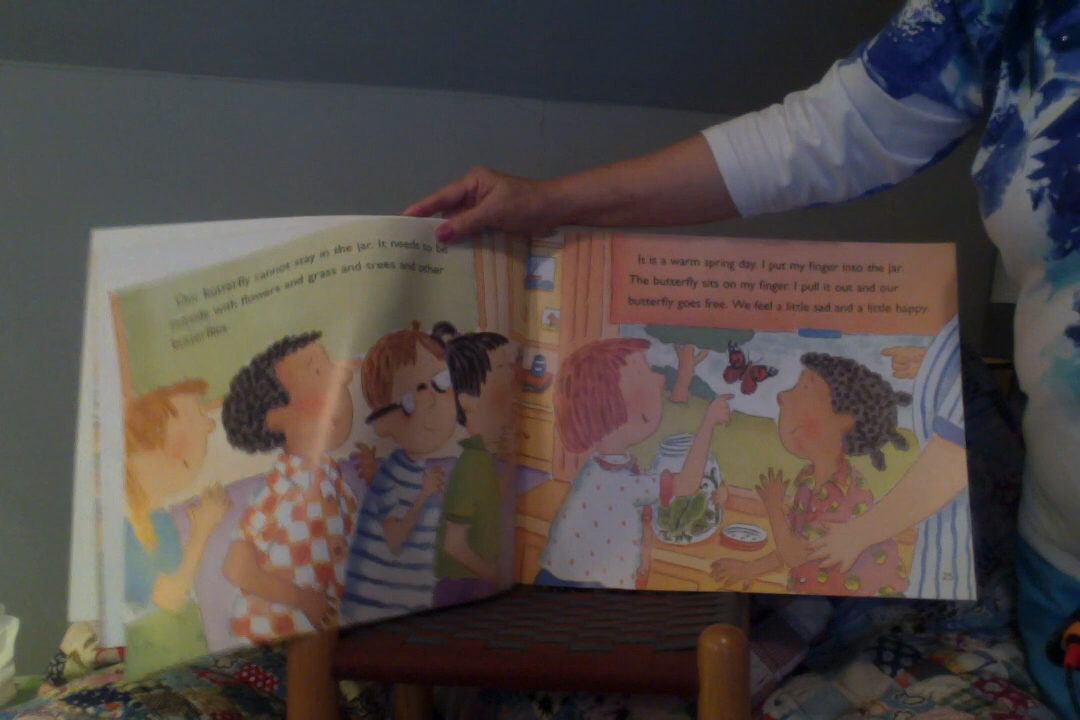 This butterfly cannot stay in the jar. It needs to be
outside with flowers and grass and trees and other
butterflies.
It is a warm spring day. I put my finger into the jar.
The butterfly sits on my finger. I pull it out and our
butterfly goes free. We feel a little sad and a little happy.
25